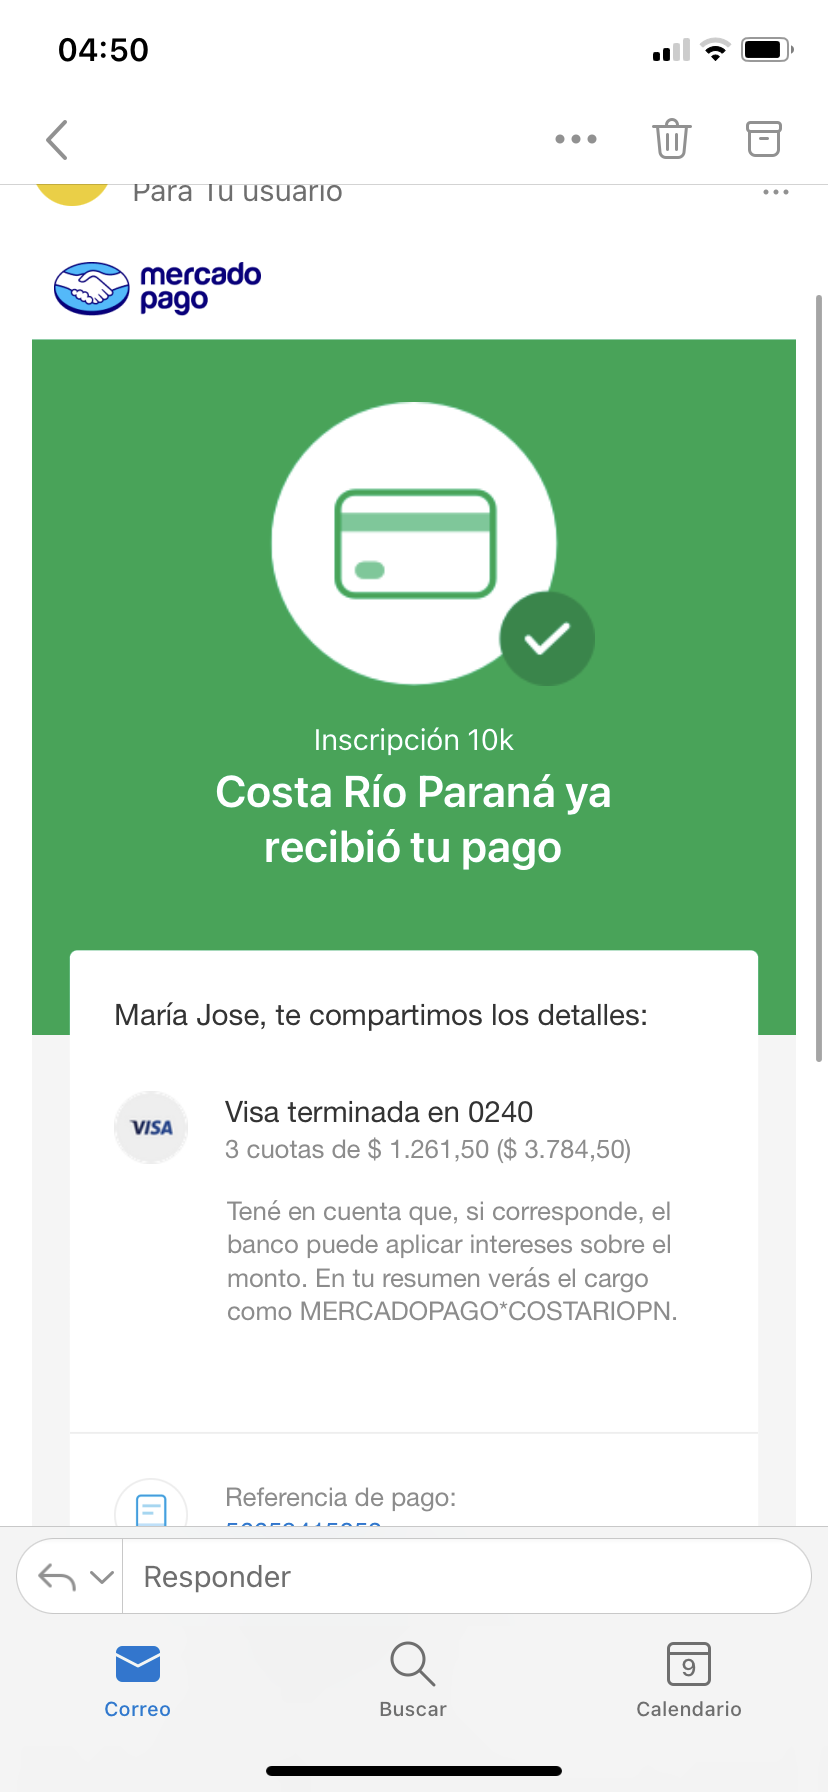 04:50
Para Tu usuario
mercado
pago
Inscripción 10k
Costa Río Paraná ya
recibió tu pago
María Jose, te compartimos los detalles:
VISA
Visa terminada en 0240
3 cuotas de $ 1.261,50 ($ 3.784,50)
Tené en cuenta que, si corresponde, el
banco puede aplicar intereses sobre el
monto. En tu resumen verás el cargo
como MERCADOPAGO*COSTARIOPN.
Referencia de pago:
Responder
9
Correo
Buscar
Calendario